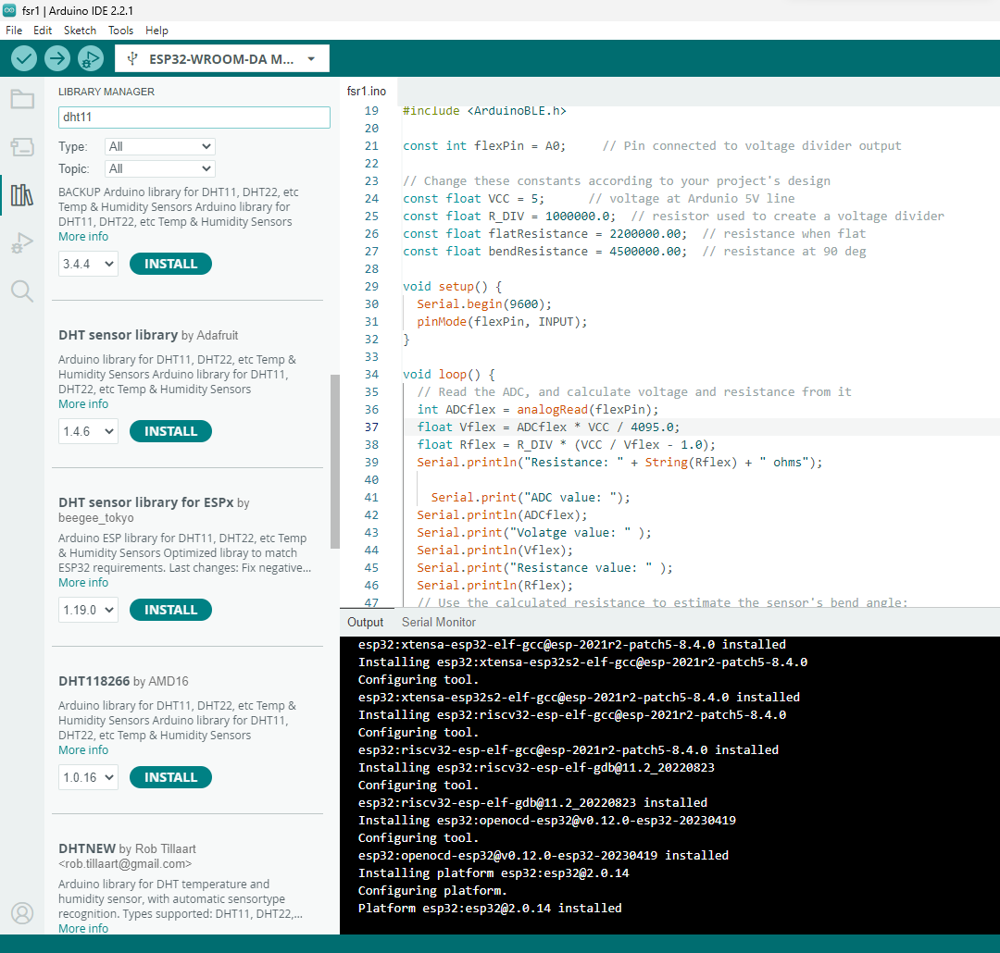 fsr1 | Arduino IDE 2.2.1
File Edit Sketch Tools Help
ESP32-WROOM-DA M...
LIBRARY MANAGER
dht11
Type: All
Topic: All
BACKUP Arduino library for DHT11, DHT22, etc
Temp & Humidity Sensors Arduino library for
DHT11, DHT22, etc Temp & Humidity Sensors
More info
3.4.4 INSTALL
DHT sensor library by Adafruit
Arduino library for DHT11, DHT22, etc Temp &
Humidity Sensors Arduino library for DHT11,
DHT22, etc Temp & Humidity Sensors
More info
1.4.6 INSTALL
DHT sensor library for ESPx by
beegee_tokyo
Arduino ESP library for DHT11, DHT22, etc Temp
& Humidity Sensors Optimized libray to match
ESP32 requirements. Last changes: Fix negative...
More info
1.19.0 INSTALL
DHT118266 by AMD16
Arduino library for DHT11, DHT22, etc Temp &
Humidity Sensors Arduino library for DHT11,
DHT22, etc Temp & Humidity Sensors
More info
1.0.16 INSTALL
DHTNEW by Rob Tillaart
<rob.tillaart@gmail.com>
Arduino library for DHT temperature and
humidity sensor, with automatic sensortype
recognition. Types supported: DHT11, DHT22,...
More info
fsr1.ino
19 #include <ArduinoBLE.h>
20
21 const int flexPin = A0; // Pin connected to voltage divider output
22
23 // Change these constants according to your project's design
24 const float VCC = 5; // voltage at Ardunio 5V line
25 const float R_DIV = 1000000.0; // resistor used to create a voltage divider
26 const float flatResistance = 2200000.00; // resistance when flat
27 const float bendResistance = 4500000.00; // resistance at 90 deg
28
29 void setup() {
30 Serial.begin(9600);
31 pinMode(flexPin, INPUT);
32 }
33
34 void loop() {
35 // Read the ADC, and calculate voltage and resistance from it
36 int ADCflex = analogRead(flexPin);
37 float Vflex = ADCflex * VCC / 4095.0;
38 float Rflex = R_DIV * (VCC / Vflex - 1.0);
39 Serial.println("Resistance: " + String(Rflex) + " ohms");
40
41 Serial.print("ADC value: ");
42 Serial.println(ADCflex);
43 Serial.print("Volatge value: " );
44 Serial.println(Vflex);
45 Serial.print("Resistance value: " );
46 Serial.println(Rflex);
47 // Use the calculated resistance to estimate the sensor's bend angle:
Output Serial Monitor
esp32:xtensa-esp32-elf-gcc@esp-2021r2-patch5-8.4.0 installed
Installing esp32:xtensa-esp32s2-elf-gcc@esp-2021r2-patch5-8.4.0
Configuring tool.
esp32:xtensa-esp32s2-elf-gcc@esp-2021r2-patch5-8.4.0 installed
Installing esp32:riscv32-esp-elf-gcc@esp-2021r2-patch5-8.4.0
Configuring tool.
esp32:riscv32-esp-elf-gcc@esp-2021r2-patch5-8.4.0 installed
Installing esp32:riscv32-esp-elf-gdb@11.2_20220823
Configuring tool.
esp32:riscv32-esp-elf-gdb@11.2_20220823 installed
Installing esp32:openocd-esp32@v0.12.0-esp32-20230419
Configuring tool.
esp32:openocd-esp32@v0.12.0-esp32-20230419 installed
Installing platform esp32:esp32@2.0.14
Configuring platform.
Platform esp32:esp32@2.0.14 installed